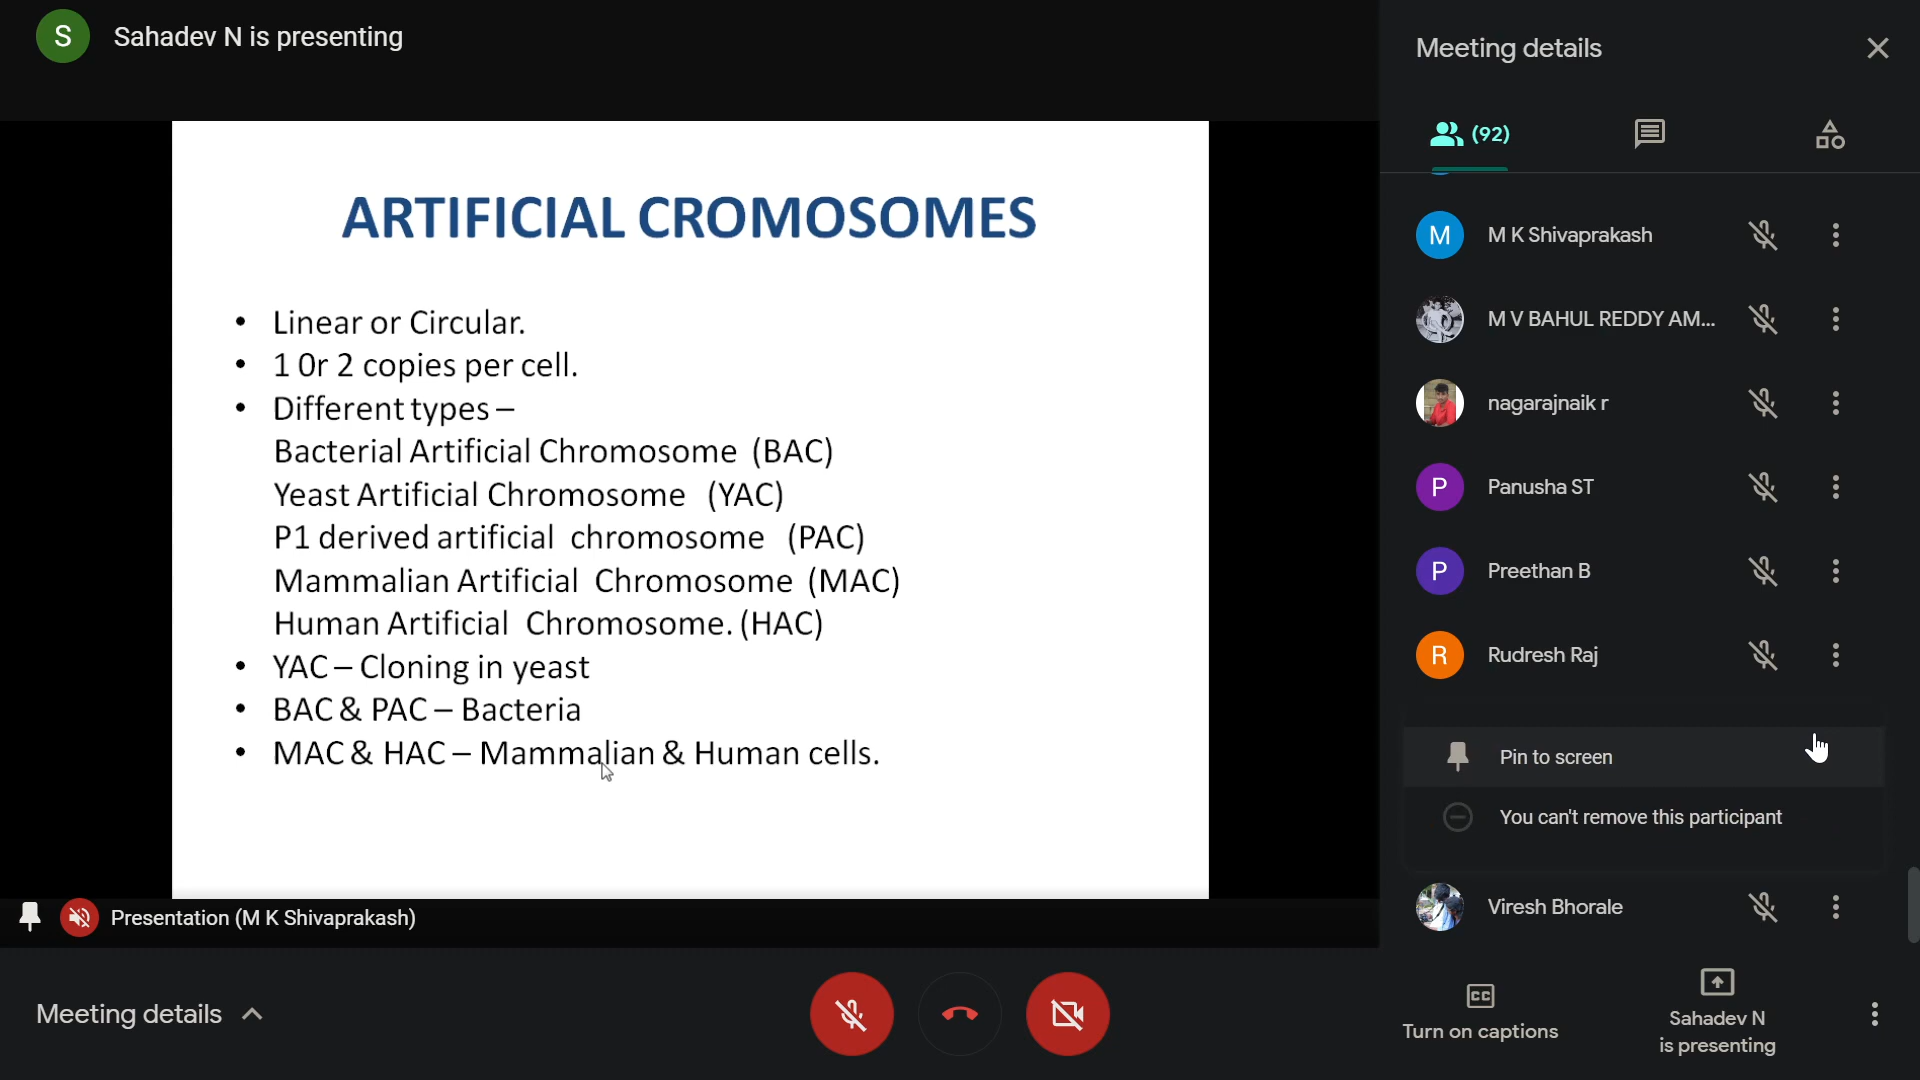 S Sahadev N is presenting
ARTIFICIAL CROMOSOMES
• Linear or Circular.
• 1 0r 2 copies per cell.
• Different types –
Bacterial Artificial Chromosome (BAC)
Yeast Artificial Chromosome (YAC)
P1 derived artificial chromosome (PAC)
Mammalian Artificial Chromosome (MAC)
Human Artificial Chromosome. (HAC)
• YAC – Cloning in yeast
• BAC & PAC – Bacteria
• MAC & HAC – Mammalian & Human cells.
Presentation (M K Shivaprakash)
Meeting details
Meeting details
(92)
M M K Shivaprakash
M V BAHUL REDDY AM...
nagarajnaik r
P Panusha ST
P Preethan B
R Rudresh Raj
Pin to screen
You can't remove this participant
Viresh Bhorale
CC
Turn on captions
Sahadev N
is presenting